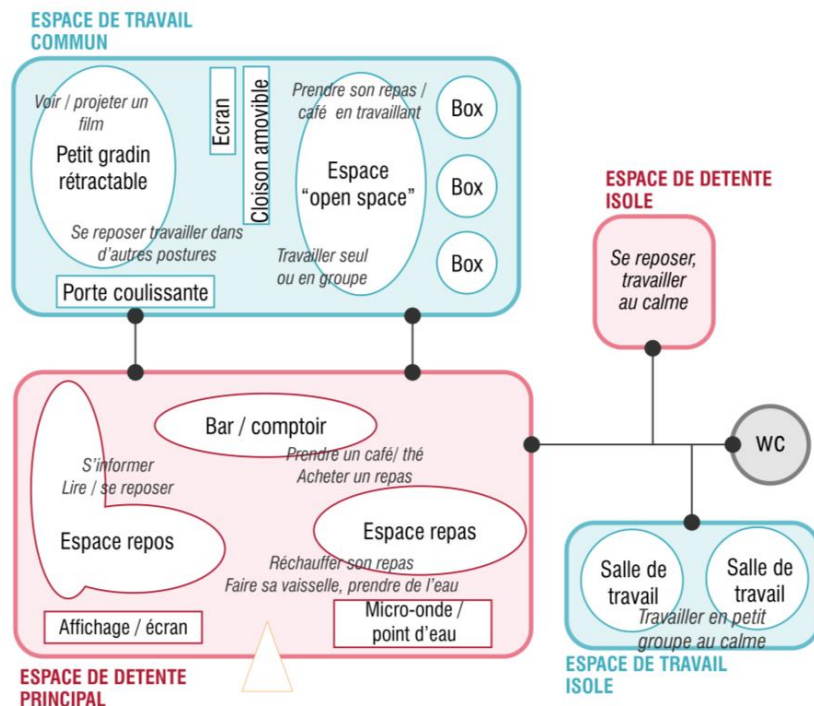 ESPACE DE TRAVAIL
COMMUN
Voir / projeter un
film
Petit gradin
rétractable
Se reposer travailler dans
d'autres postures
Porte coulissante
Ecran
Cloison amovible
Prendre son repas /
café en travaillant
Espace
"open space"
Travailler seul
ou en groupe
Box
Box
Box
ESPACE DE DETENTE
ISOLE
Se reposer,
travailler
au calme
Bar / comptoir
Prendre un café/ thé
Acheter un repas
S'informer
Lire / se reposer
Espace repos
Espace repas
Réchauffer son repas
Faire sa vaisselle, prendre de l'eau
Affichage / écran
Micro-onde /
point d'eau
ESPACE DE DETENTE
PRINCIPAL
WC
Salle de
travail
Salle de
travail
Travailler en petit
groupe au calme
ESPACE DE TRAVAIL
ISOLE